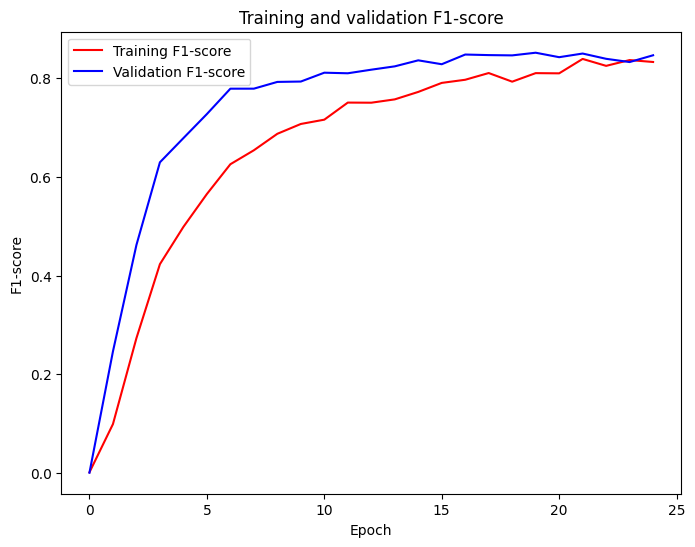 Training and validation F1-score
Training F1-score
Validation F1-score
0.8
0.6
0.4
0.2
0.0
F1-score
0 5 10 15 20 25
Epoch